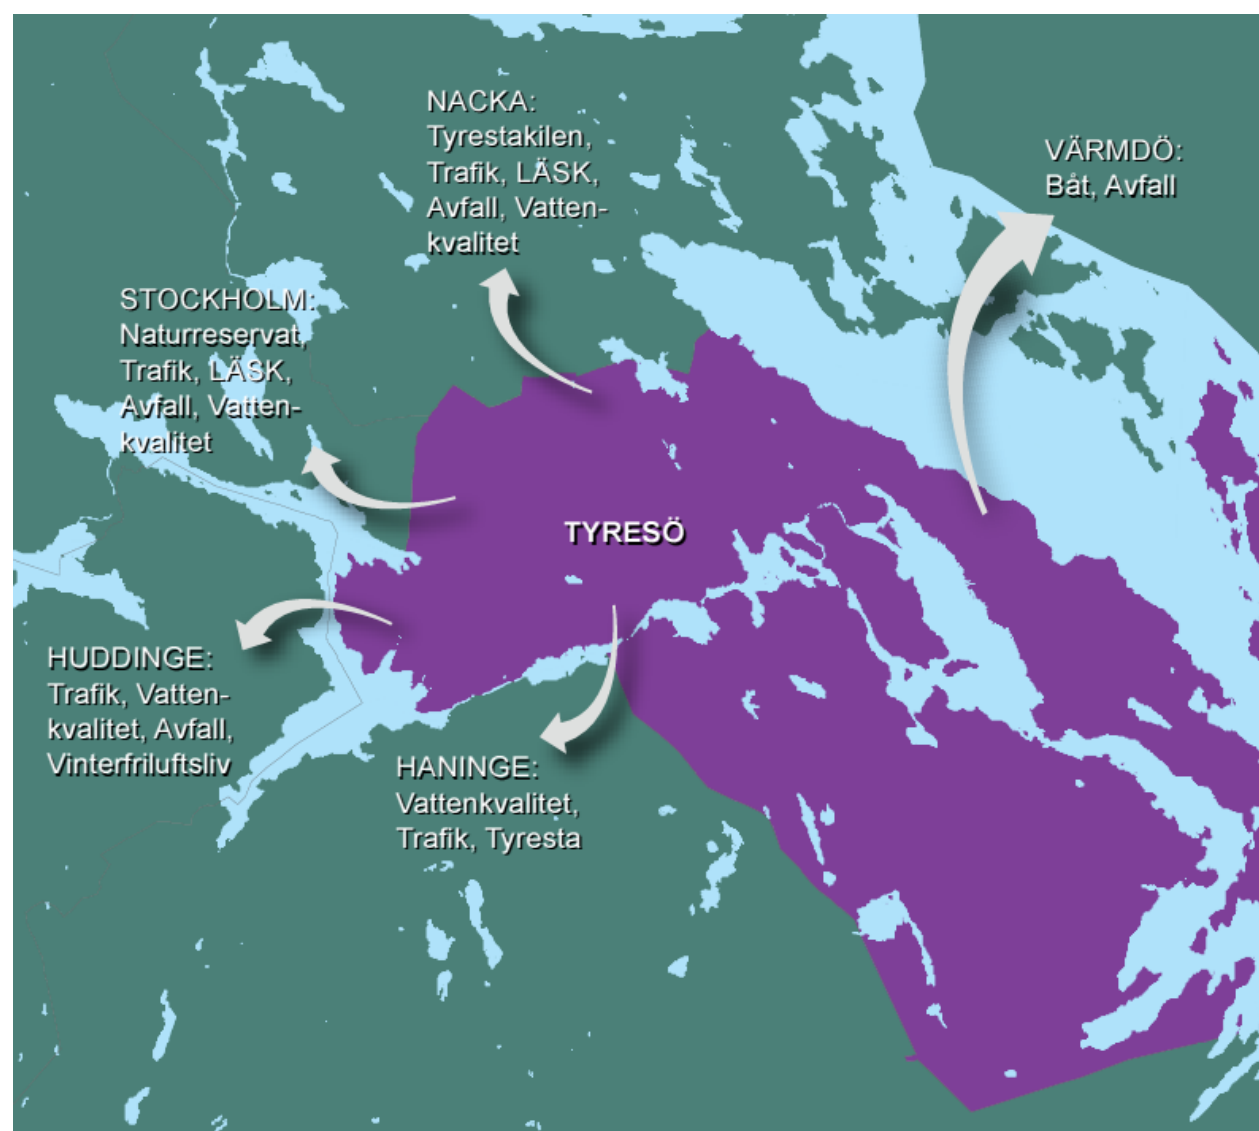 NACKA:
Tyrestakilen,
Trafik, LÄSK,
Avfall, Vatten-
kvalitet
VÄRMDÖ:
Båt, Avfall
STOCKHOLM:
Naturreservat,
Trafik, LÄSK,
Avfall, Vatten-
kvalitet
TYRESÖ
HUDDINGE:
Trafik, Vatten-
kvalitet, Avfall,
Vinterfriluftsliv
HANINGE:
Vattenkvalitet,
Trafik, Tyresta